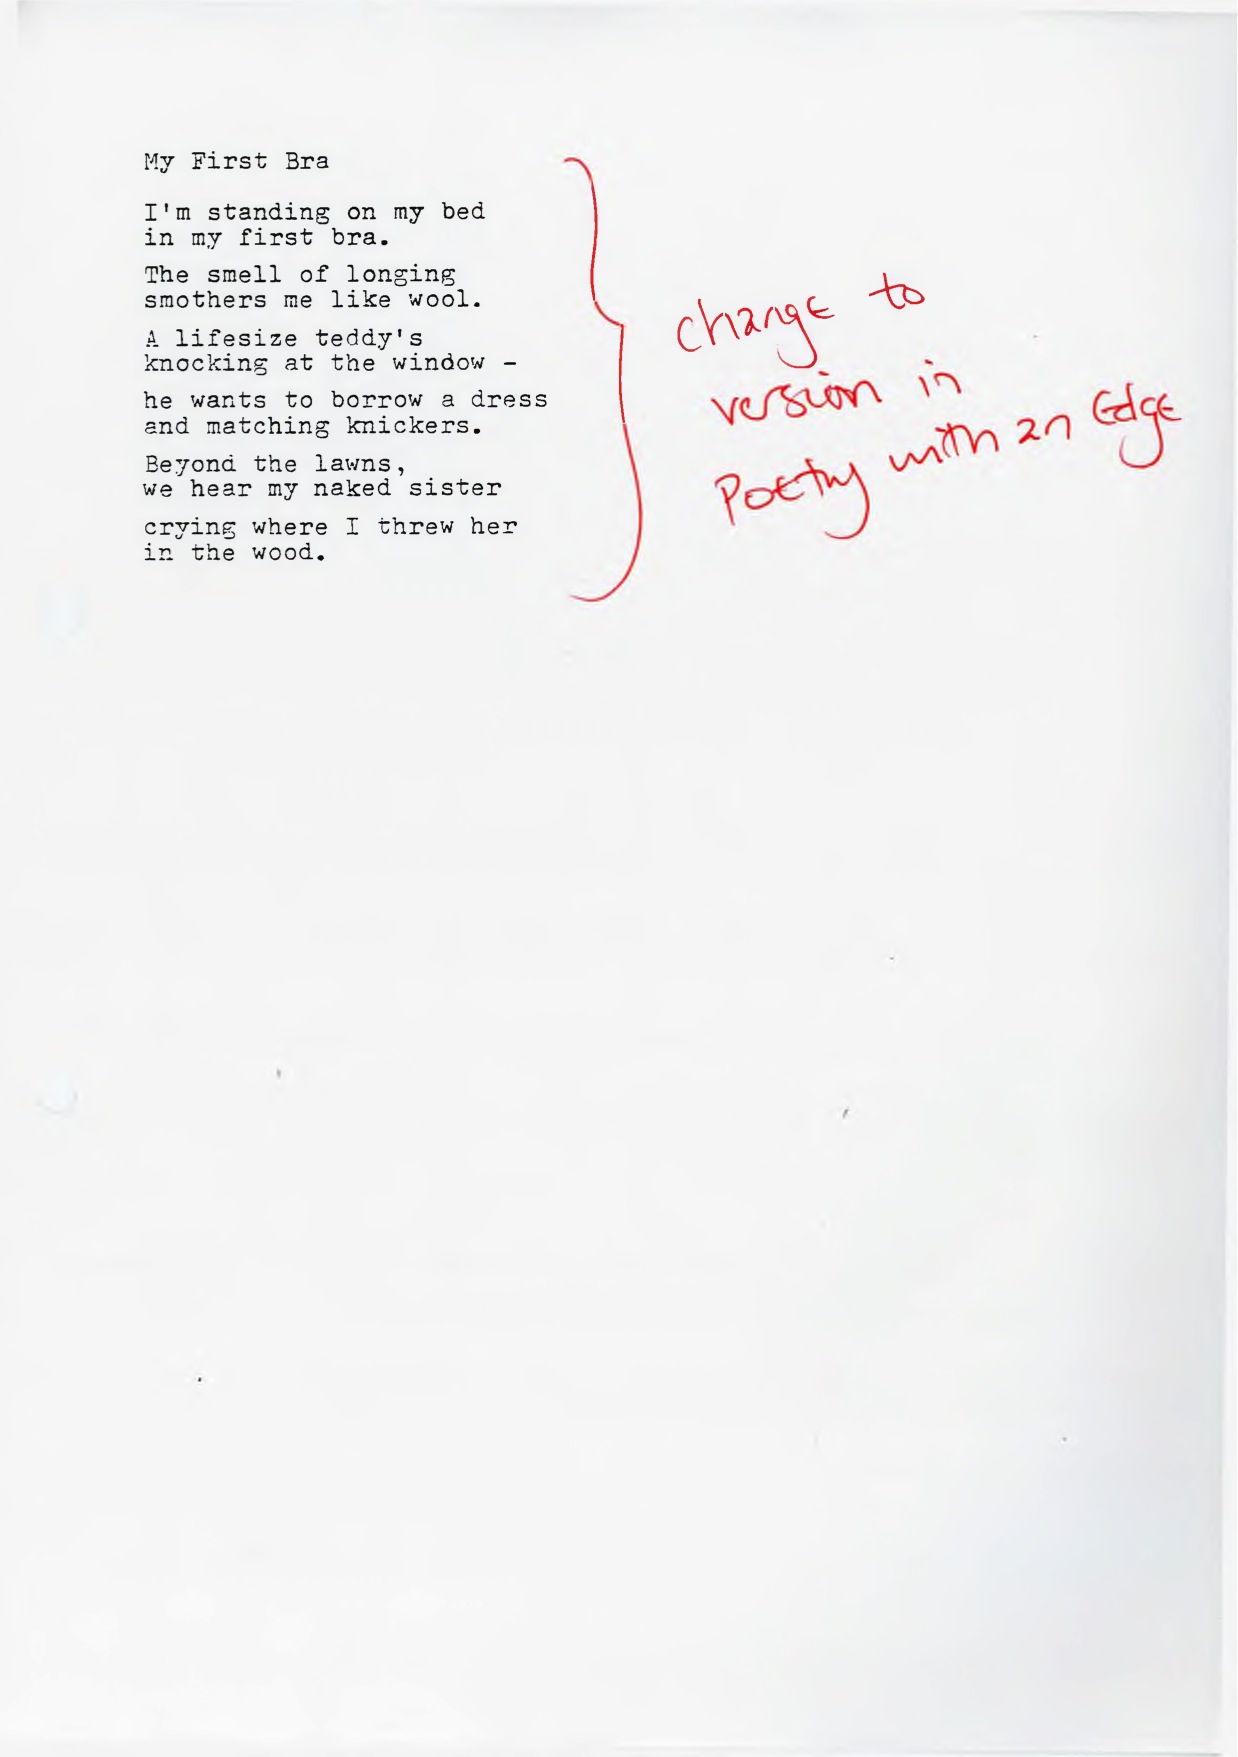 My First Bra
I'm standing on my bed
in my first bra.
The smell of longing
smothers me like wool.
A lifesize teddy's
knocking at the window -
he wants to borrow a dress
and matching knickers.
Beyond the lawns,
we hear my naked sister
crying where I threw her
in the wood.
change to
version in
Poetry with an Edge